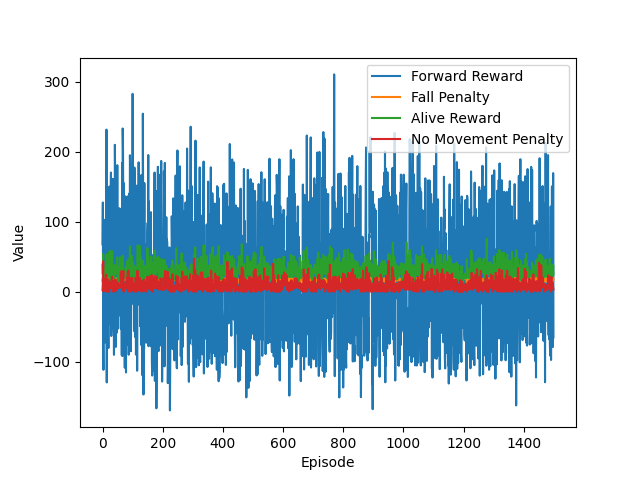 300
200
100
0
−100
Value
0
200
400
600
800
1000
1200
1400
Episode
Forward Reward
Fall Penalty
Alive Reward
No Movement Penalty